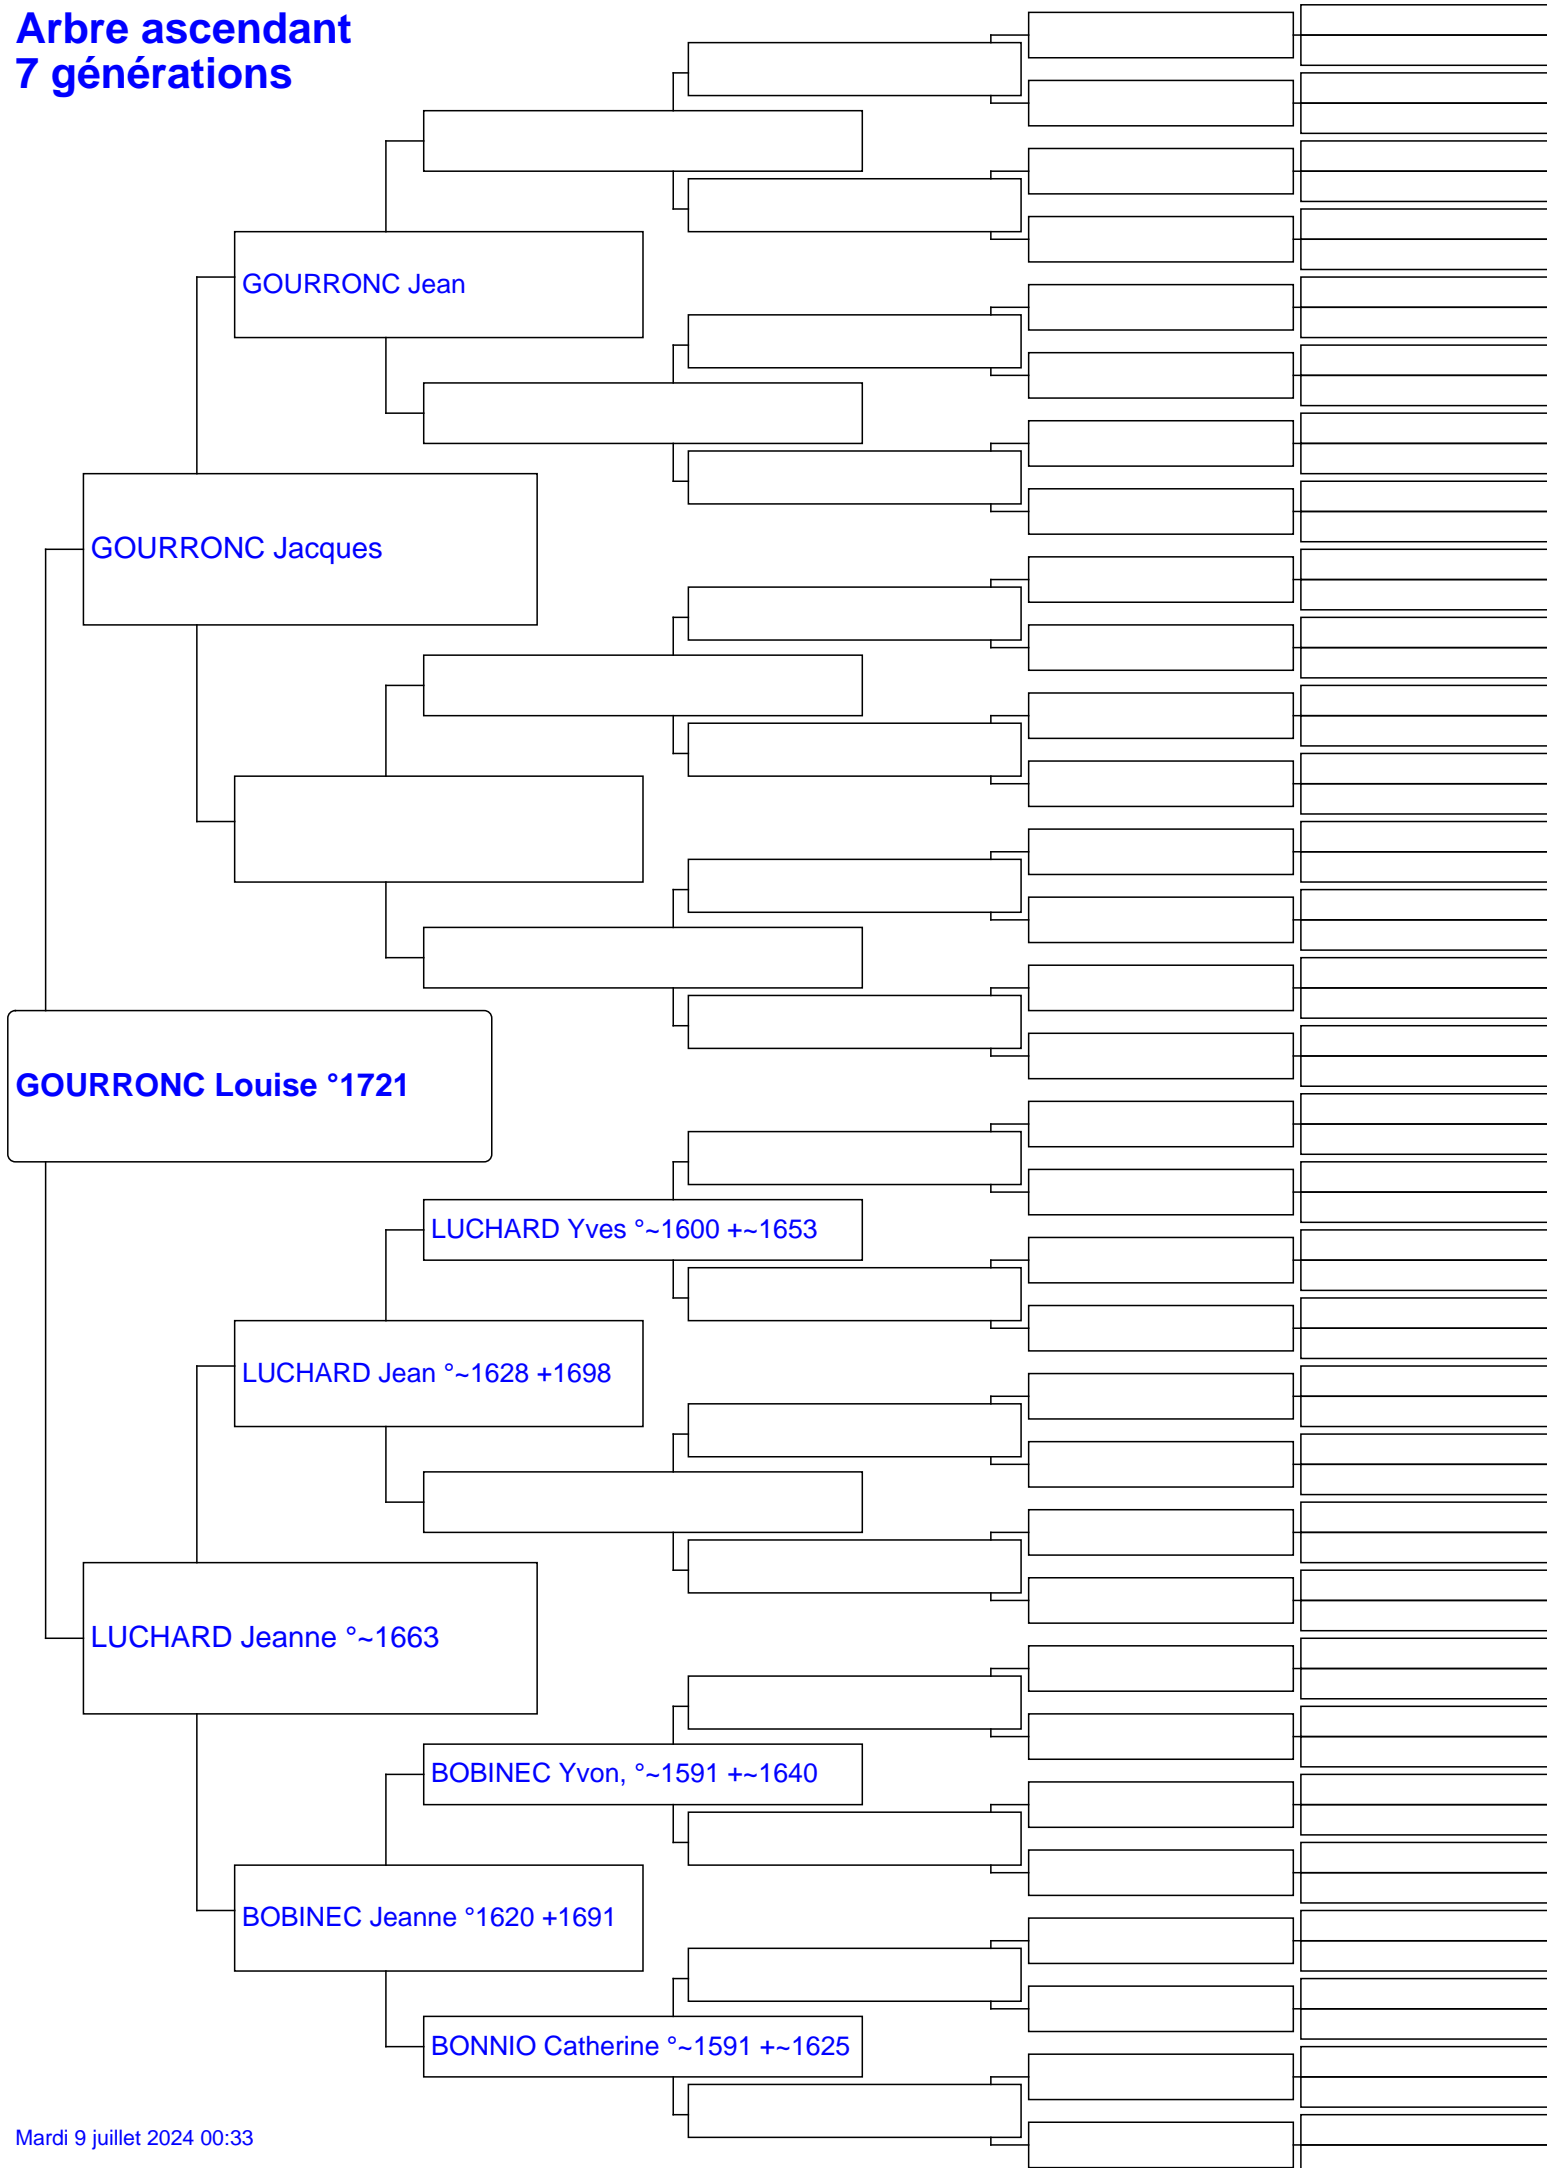 Arbre ascendant
7 générations
GOURRONC Jean
GOURRONC Jacques
GOURRONC Louise °1721
LUCHARD Yves °~1600 +~1653
LUCHARD Jean °~1628 +1698
LUCHARD Jeanne °~1663
BOBINEC Yvon, °~1591 +~1640
BOBINEC Jeanne °1620 +1691
BONNIO Catherine °~1591 +~1625
Mardi 9 juillet 2024 00:33